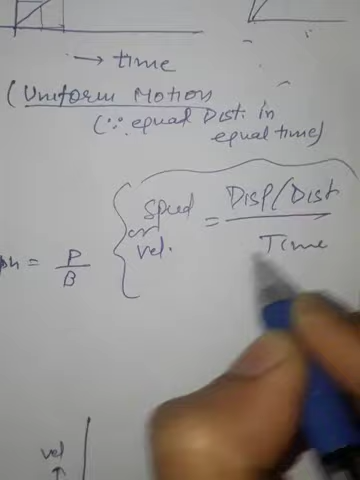 → time
(Uniform Motion
(∵ equal Dist. in
equal time)
Speed or vel. = Disp/Dist / Time
= P/B
vel